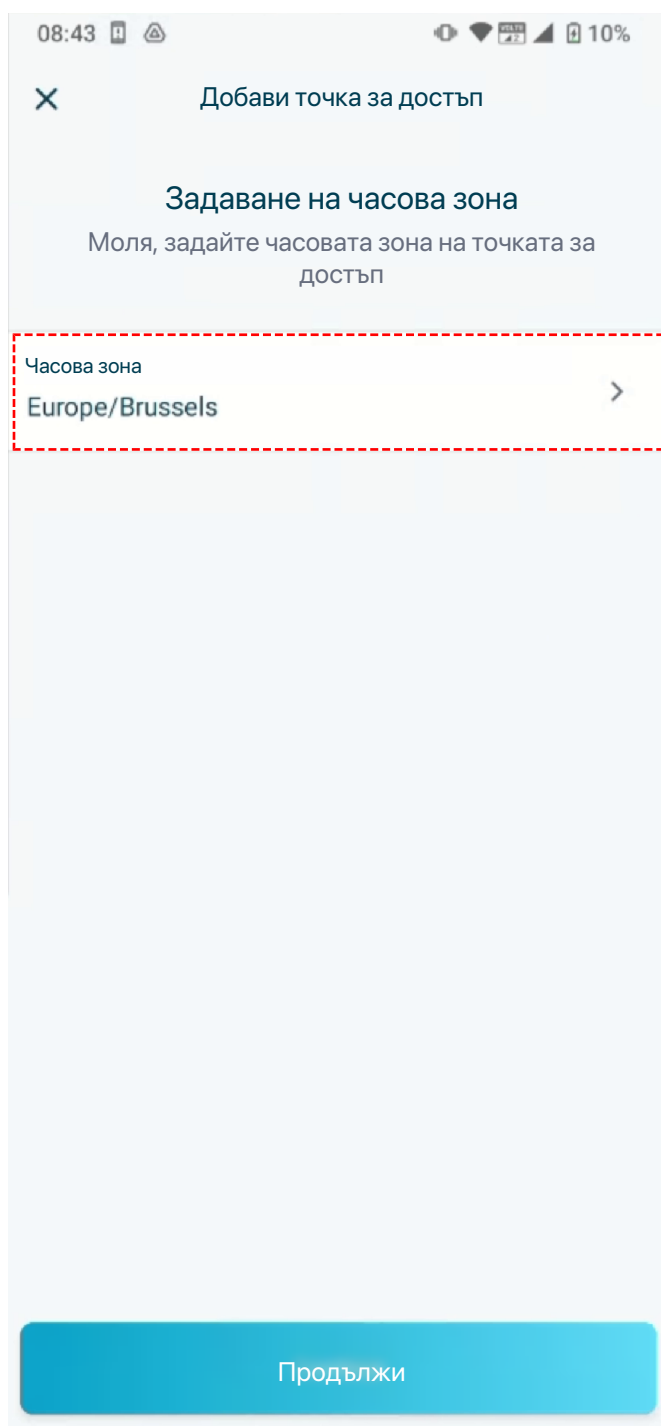 08:43 10%
Добави точка за достъп
Задаване на часова зона
Моля, задайте часовата зона на точката за
достъп
Часова зона
Europe/Brussels
Продължи